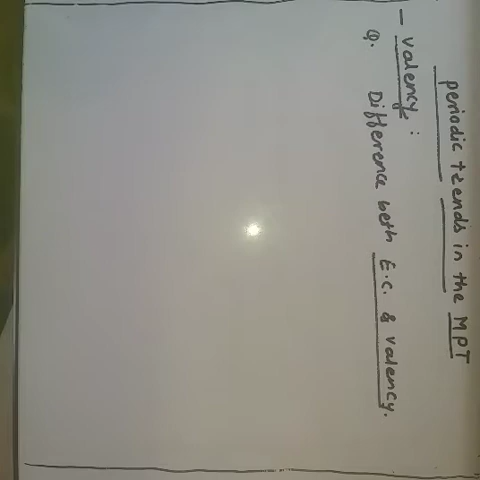 periodic trends in the MPT
- valency:
Q. Difference betn E.C. & valency.